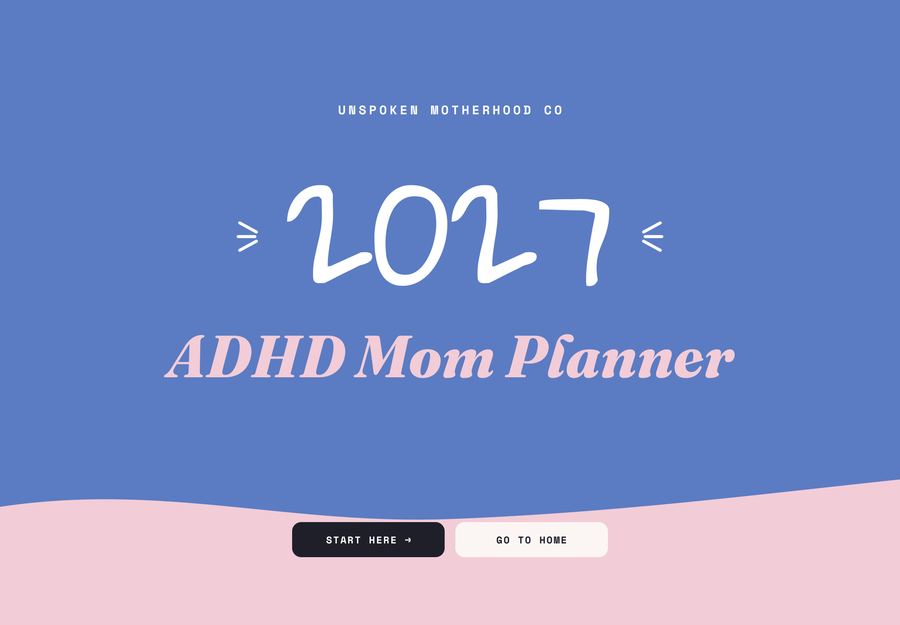 UNSPOKEN MOTHERHOOD CO
2027
ADHD Mom Planner
START HERE →
GO TO HOME